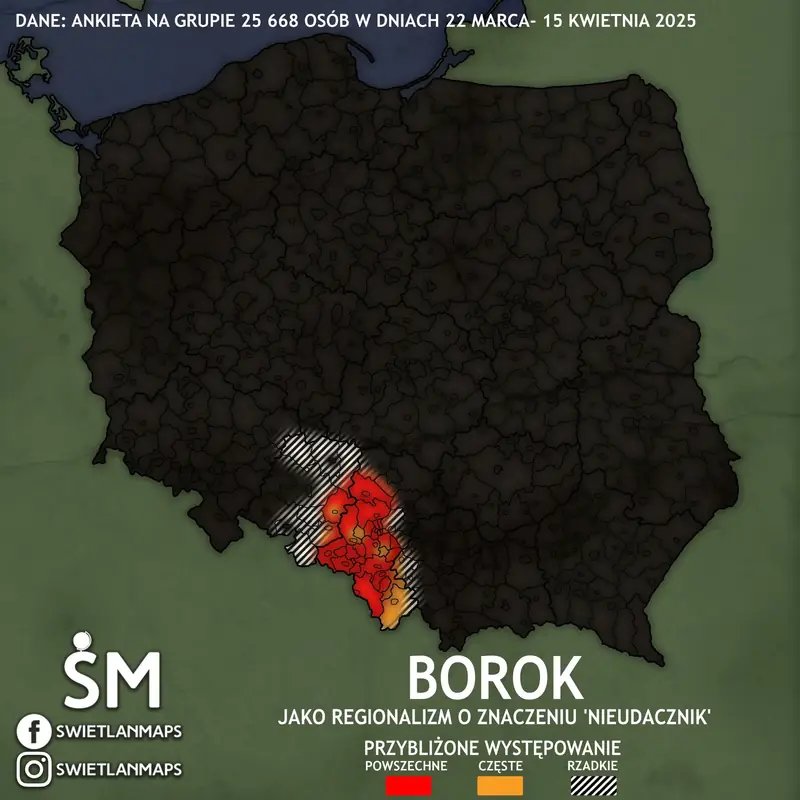 DANE: ANKIETA NA GRUPIE 25 668 OSÓB W DNIACH 22 MARCA- 15 KWIETNIA 2025
ŚM
SWIETLANMAPS
SWIETLANMAPS
BOROK
JAKO REGIONALIZM O ZNACZENIU 'NIEUDACZNIK'
PRZYBLIŻONE WYSTĘPOWANIE
POWSZECHNE CZĘSTE RZADKIE